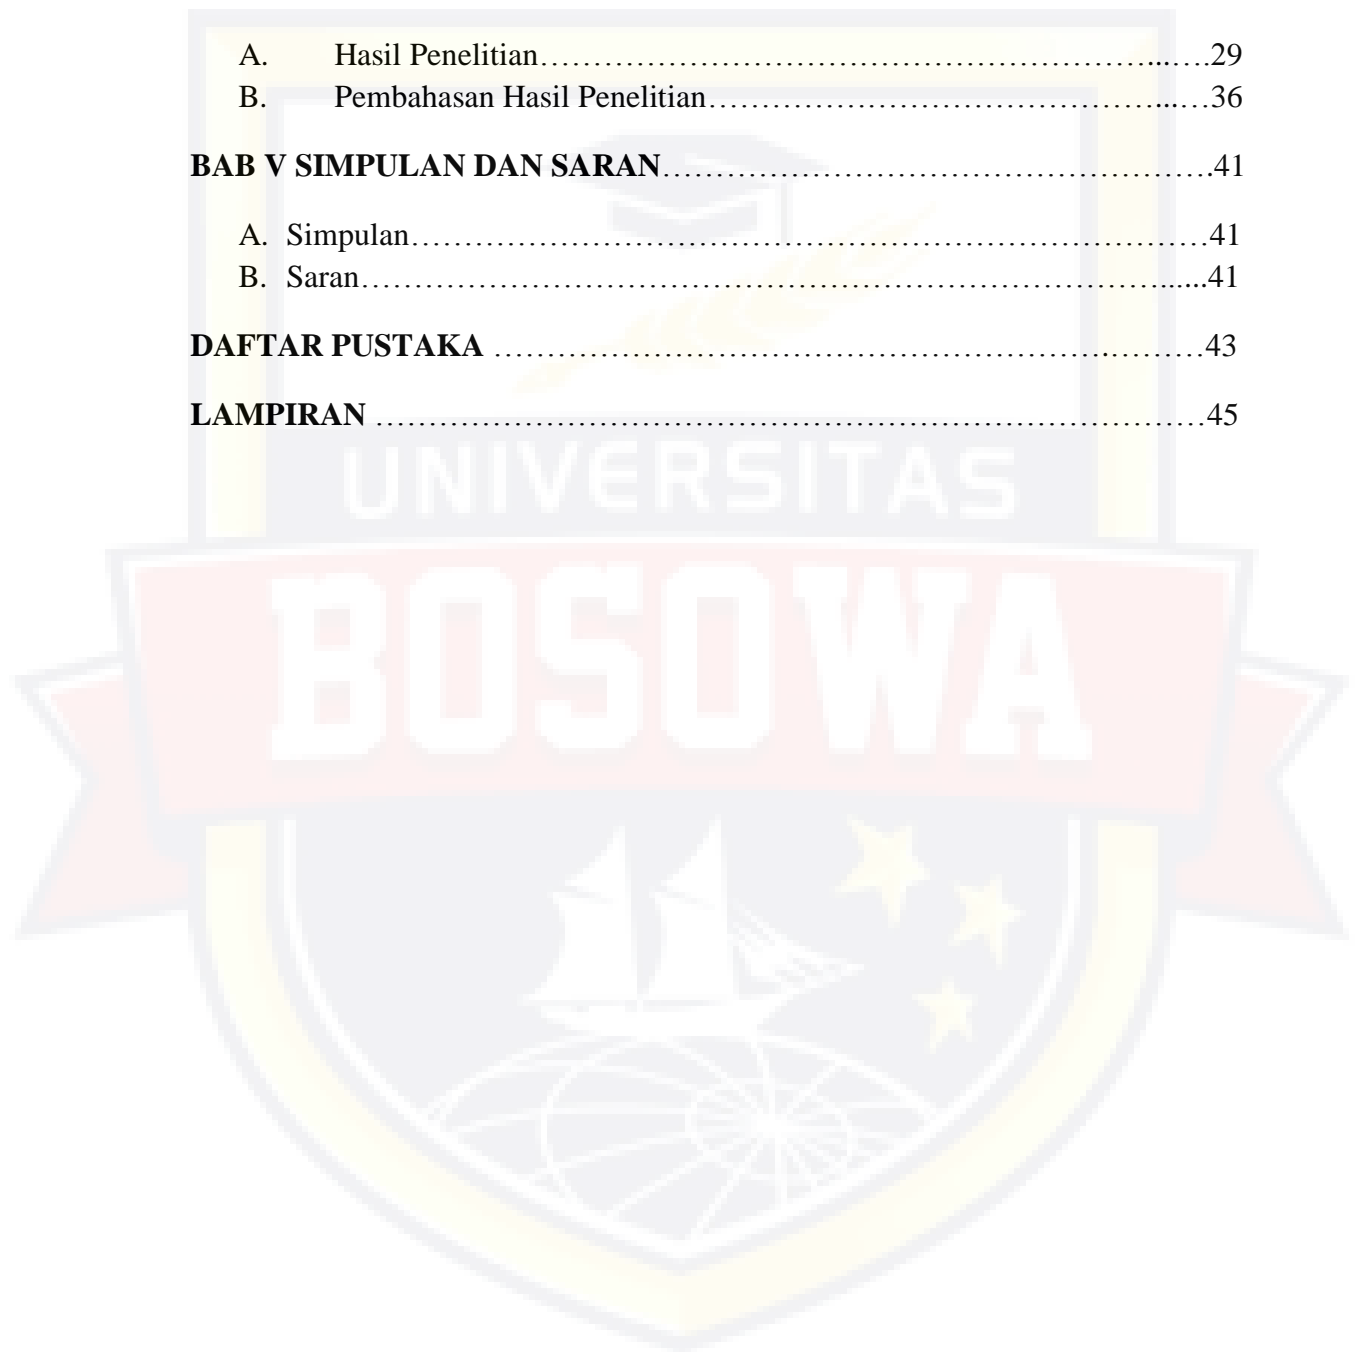 A. Hasil Penelitian…………………………………………………………...….29
B. Pembahasan Hasil Penelitian…………………………………………...…36
BAB V SIMPULAN DAN SARAN…………………………………………………….41
A. Simpulan………………………………………………………………………………41
B. Saran……………………………………………………………………………......41
DAFTAR PUSTAKA …………………………………………………………….………43
LAMPIRAN ……………………………………………………………………………45
UNIVERSITAS
BOSOWA